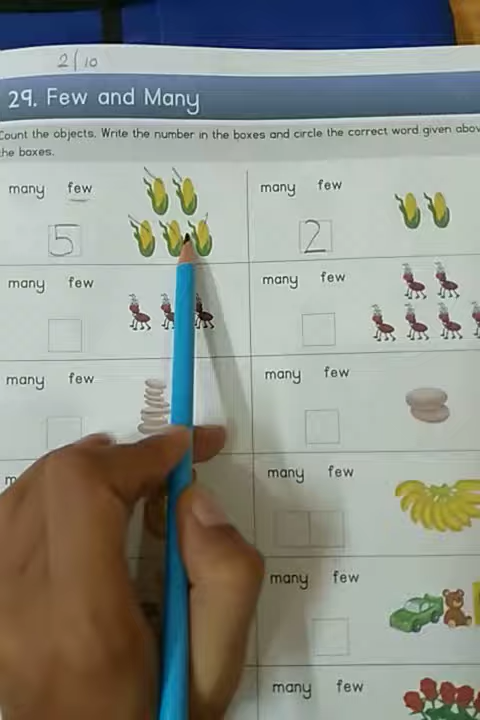 2/10
29. Few and Many
Count the objects. Write the number in the boxes and circle the correct word given abov
the boxes.
many few many few
5 2
many few many few
many few many few
m many few
many few
many few